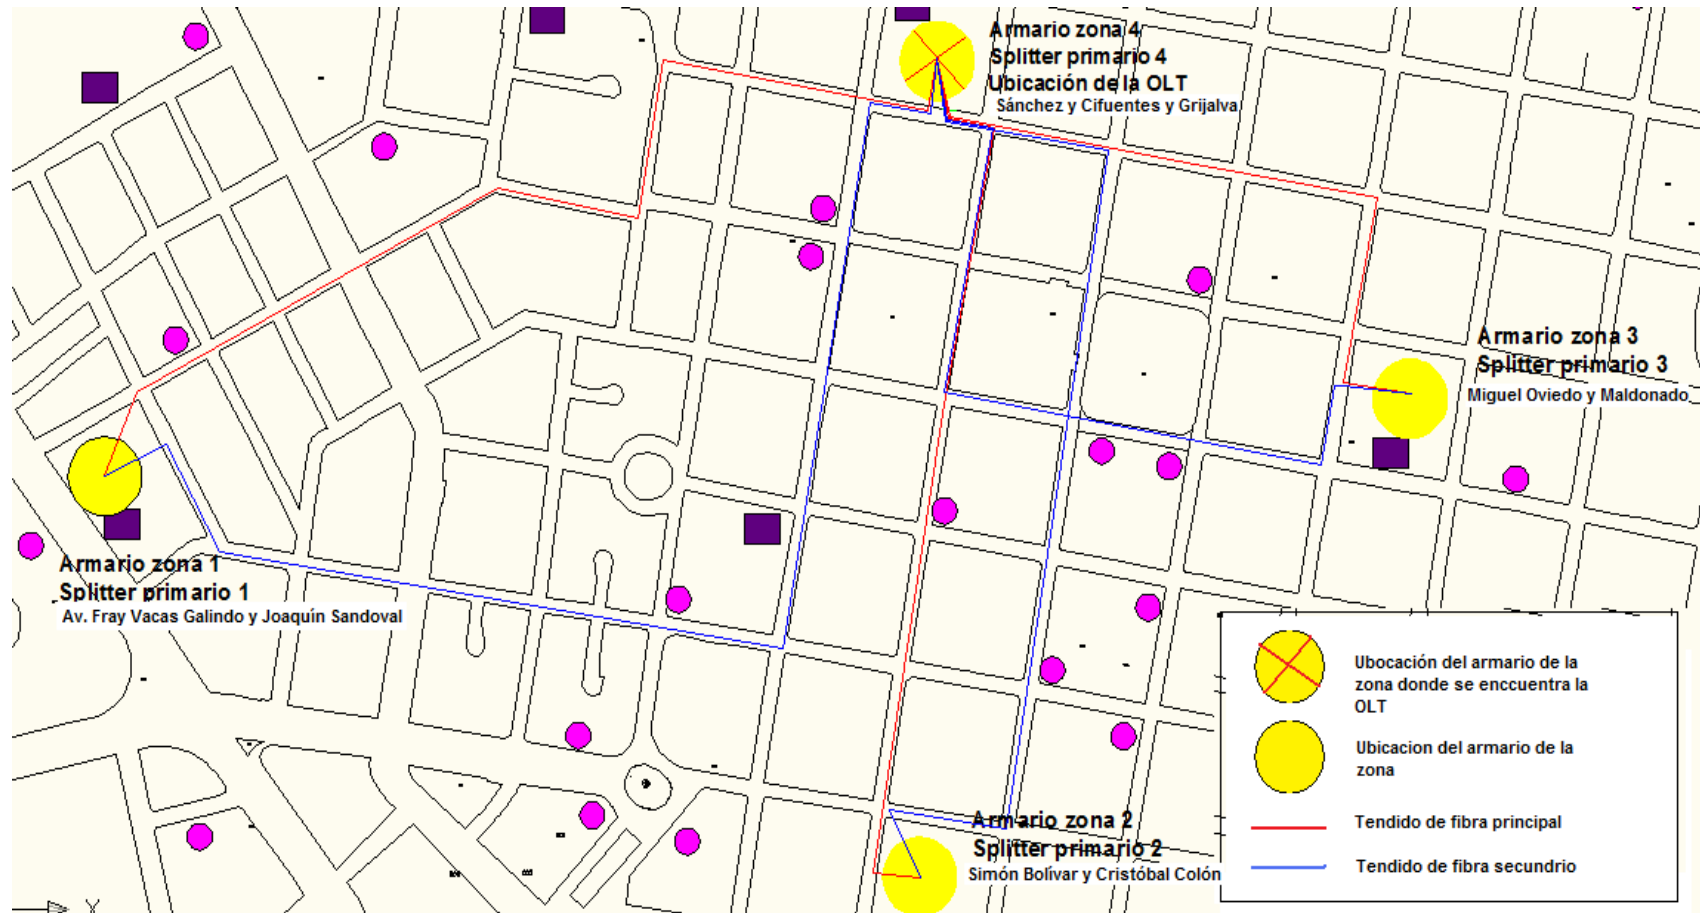 Armario zona 4
Splitter primario 4
Ubicación de la OLT
Sánchez y Cifuentes y Grijalva
Armario zona 3
Splitter primario 3
Miguel Oviedo y Maldonado
Armario zona 1
Splitter primario 1
Av. Fray Vacas Galindo y Joaquín Sandoval
Armario zona 2
Splitter primario 2
Simón Bolívar y Cristóbal Colón
Ubocación del armario de la
zona donde se enccuentra la
OLT
Ubicacion del armario de la
zona
Tendido de fibra principal
Tendido de fibra secundrio